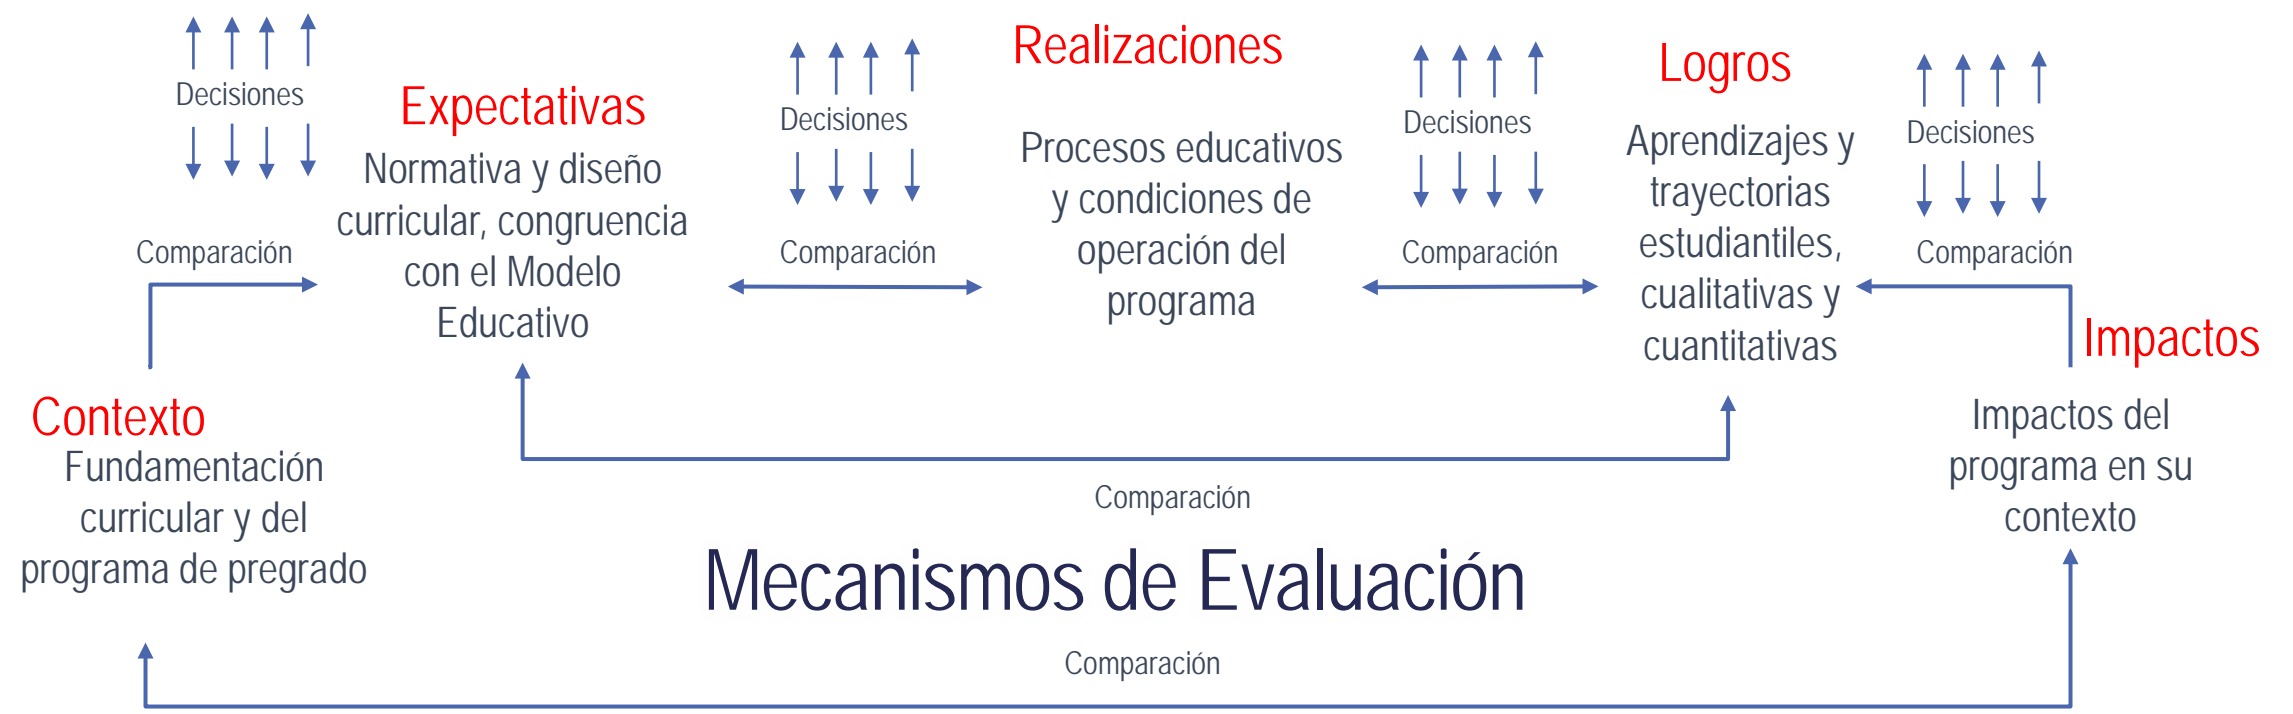 Decisiones
Comparación
Contexto
Fundamentación
curricular y del
programa de pregrado
Expectativas
Normativa y diseño
curricular, congruencia
con el Modelo
Educativo
Decisiones
Comparación
Realizaciones
Procesos educativos
y condiciones de
operación del
programa
Decisiones
Comparación
Logros
Aprendizajes y
trayectorias
estudiantiles,
cualitativas y
cuantitativas
Decisiones
Comparación
Impactos
Impactos del
programa en su
contexto
Comparación
Mecanismos de Evaluación
Comparación